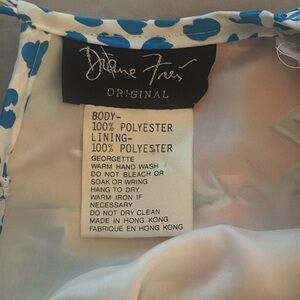 Diane Freś
ORIGINAL
BODY-
100% POLYESTER
LINING-
100% POLYESTER
GEORGETTE
WARM HAND WASH
DO NOT BLEACH OR
SOAK OR WRING
HANG TO DRY
WARM IRON IF
NECESSARY
DO NOT DRY CLEAN
MADE IN HONG KONG
FABRIQUE EN HONG KONG